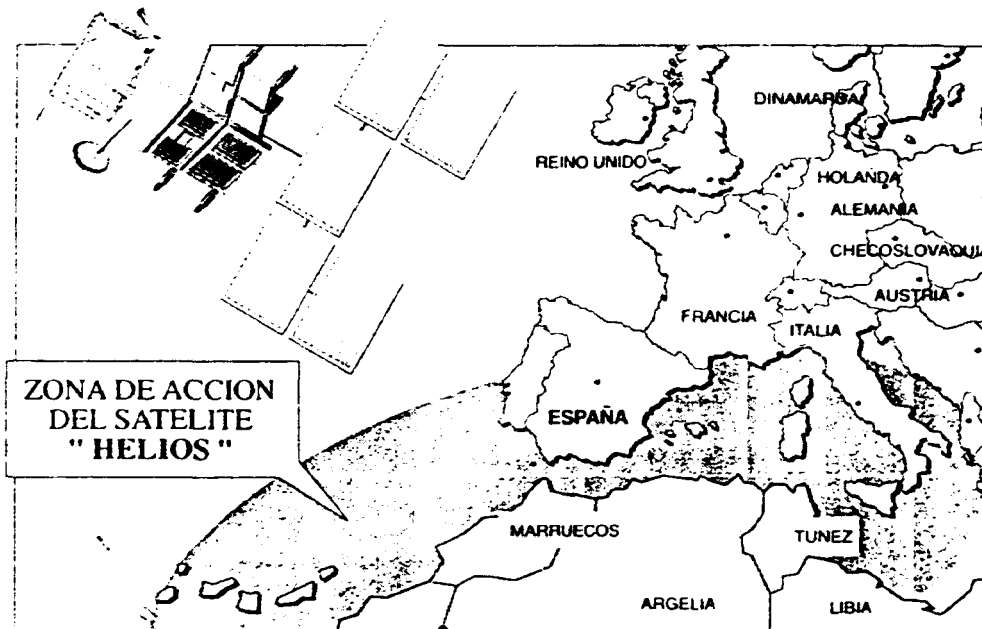 DINAMARCA
REINO UNIDO
HOLANDA
ALEMANIA
CHECOSLOVAQUI
AUSTRIA
FRANCIA
ITALIA
ZONA DE ACCION
DEL SATELITE
" HELIOS "
ESPAÑA
MARRUECOS
TUNEZ
ARGELIA
LIBIA